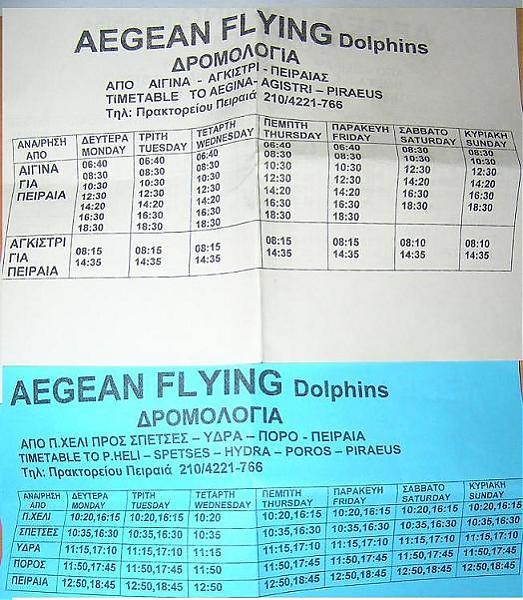 AEGEAN FLYING Dolphins
ΔΡΟΜΟΛΟΓΙΑ
ΑΠΟ ΑΙΓΙΝΑ - ΑΓΚΙΣΤΡΙ - ΠΕΙΡΑΙΑΣ
TIMETABLE TO AEGINA- AGISTRI – PIRAEUS
Τηλ: Πρακτορείου Πειραιά 210/4221-766
ΑΝΑ/ΡΗΣΗ ΔΕΥΤΕΡΑ ΤΡΙΤΗ ΤΕΤΑΡΤΗ ΠΕΜΠΤΗ ΠΑΡΑΚΕΥΗ ΣΑΒΒΑΤΟ ΚΥΡΙΑΚΗ
ΑΠΟ MONDAY TUESDAY WEDNESDAY THURSDAY FRIDAY SATURDAY SUNDAY
ΑΙΓΙΝΑ ΓΙΑ ΠΕΙΡΑΙΑ
06:40 06:40 06:40 06:40 06:40 08:30 08:30
08:30 08:30 08:30 08:30 08:30 10:30 10:30
10:30 10:30 10:30 10:30 10:30 12:30 12:30
12:30 12:30 12:30 12:30 12:30 14:20 14:20
14:20 14:20 14:20 14:20 14:20 16:30 16:30
16:30 16:30 16:30 16:30 16:30 18:30 18:30
18:30 18:30 18:30 18:30 18:30
ΑΓΚΙΣΤΡΙ ΓΙΑ ΠΕΙΡΑΙΑ
08:15 08:15 08:15 08:15 08:15 08:10 08:10
14:35 14:35 14:35 14:35 14:35 14:35 14:35
AEGEAN FLYING Dolphins
ΔΡΟΜΟΛΟΓΙΑ
ΑΠΟ Π.ΧΕΛΙ ΠΡΟΣ ΣΠΕΤΣΕΣ – ΥΔΡΑ – ΠΟΡΟ - ΠΕΙΡΑΙΑ
TIMETABLE TO P.HELI – SPETSES – HYDRA – POROS – PIRAEUS
Τηλ: Πρακτορείου Πειραιά 210/4221-766
ΑΝΑ/ΡΗΣΗ ΔΕΥΤΕΡΑ ΤΡΙΤΗ ΤΕΤΑΡΤΗ ΠΕΜΠΤΗ ΠΑΡΑΚΕΥΗ ΣΑΒΒΑΤΟ ΚΥΡΙΑΚΗ
ΑΠΟ MONDAY TUESDAY WEDNESDAY THURSDAY FRIDAY SATURDAY SUNDAY
Π.ΧΕΛΙ 10:20,16:15 10:20,16:15 10:20 10:20,16:15 10:20,16:15 10:20,16:15 10:20,16:15
ΣΠΕΤΣΕΣ 10:35,16:30 10:35,16:30 10:35 10:35,16:30 10:35,16:30 10:35,16:30 10:35,16:30
ΥΔΡΑ 11:15,17:10 11:15,17:10 11:15 11:15,17:10 11:15,17:10 11:15,17:10 11:15,17:10
ΠΟΡΟΣ 11:50,17:45 11:50,17:45 11:50 11:50,17:45 11:50,17:45 11:50,17:45 11:50,17:45
ΠΕΙΡΑΙΑ 12:50,18:45 12:50,18:45 12:50 12:50,18:45 12:50,18:45 12:50,18:45 12:50,18:45